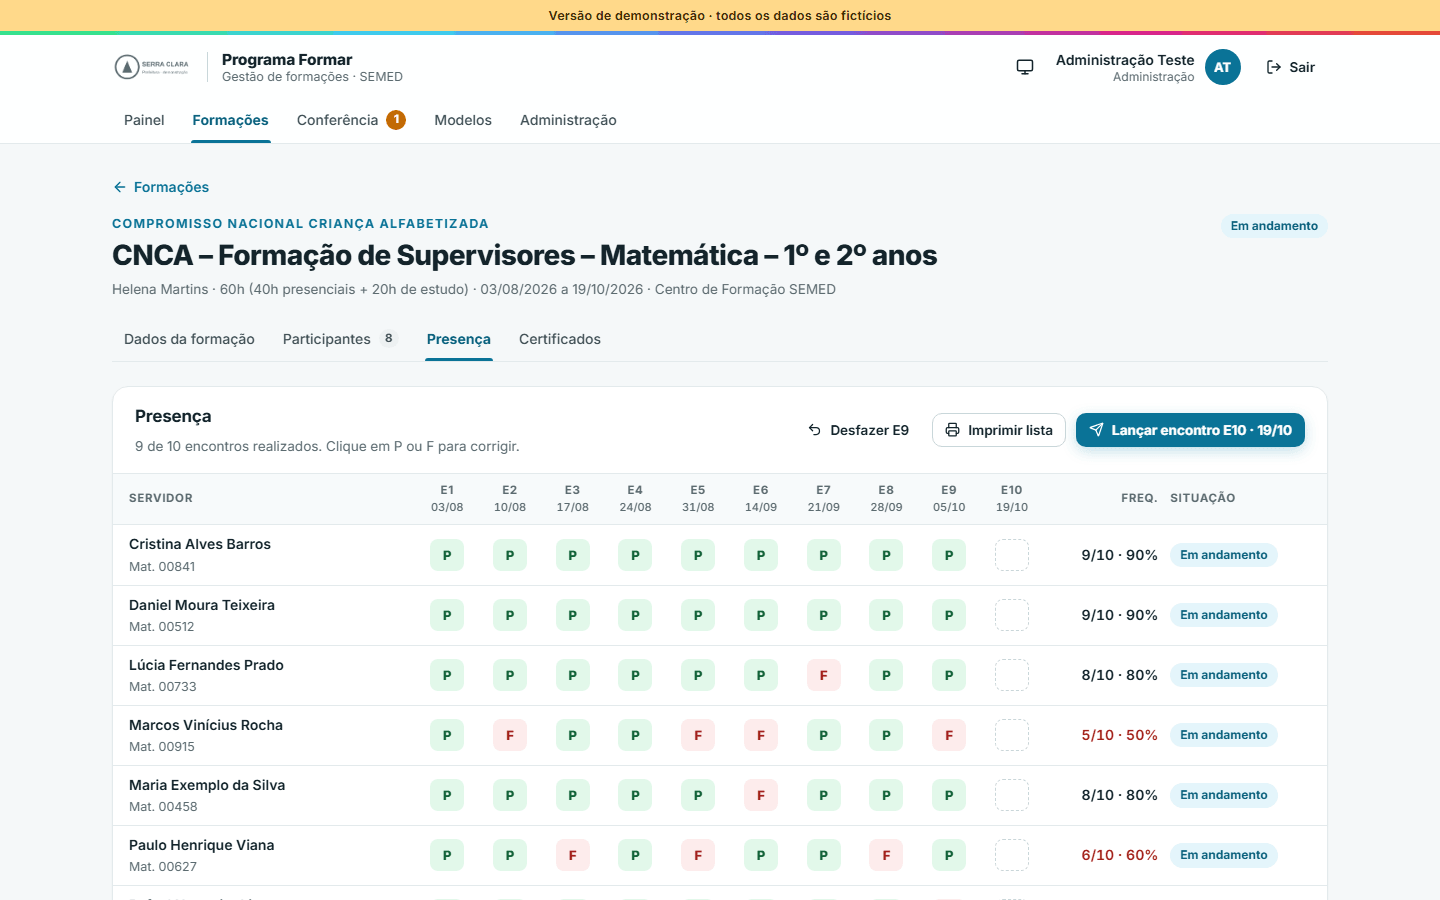 Versão de demonstração · todos os dados são fictícios
SERRA CLARA
Programa Formar
Gestão de formações · SEMED
Administração Teste
Administração
AT
Sair
Painel
Formações
Conferência 1
Modelos
Administração
← Formações
COMPROMISSO NACIONAL CRIANÇA ALFABETIZADA
Em andamento
CNCA – Formação de Supervisores – Matemática – 1º e 2º anos
Helena Martins · 60h (40h presenciais + 20h de estudo) · 03/08/2026 a 19/10/2026 · Centro de Formação SEMED
Dados da formação
Participantes 8
Presença
Certificados
Presença
9 de 10 encontros realizados. Clique em P ou F para corrigir.
Desfazer E9
Imprimir lista
Lançar encontro E10 · 19/10
SERVIDOR E1 E2 E3 E4 E5 E6 E7 E8 E9 E10 FREQ. SITUAÇÃO
03/08 10/08 17/08 24/08 31/08 14/09 21/09 28/09 05/10 19/10
Cristina Alves Barros
Mat. 00841
P P P P P P P P P 9/10 · 90% Em andamento
Daniel Moura Teixeira
Mat. 00512
P P P P P P P P P 9/10 · 90% Em andamento
Lúcia Fernandes Prado
Mat. 00733
P P P P P P F P P 8/10 · 80% Em andamento
Marcos Vinícius Rocha
Mat. 00915
P F P P F F P P F 5/10 · 50% Em andamento
Maria Exemplo da Silva
Mat. 00458
P P P P P F P P P 8/10 · 80% Em andamento
Paulo Henrique Viana
Mat. 00627
P P F P F P P F P 6/10 · 60% Em andamento